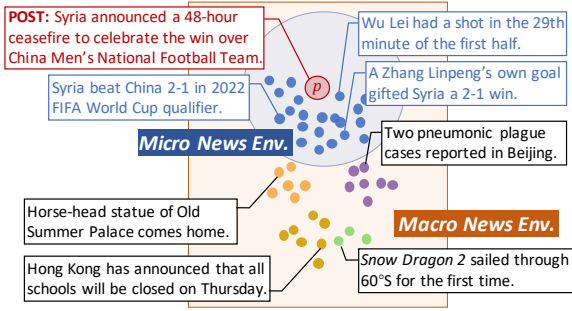 POST: Syria announced a 48-hour
ceasefire to celebrate the win over
China Men’s National Football Team.
Wu Lei had a shot in the 29th
minute of the first half.
p
Syria beat China 2-1 in 2022
FIFA World Cup qualifier.
A Zhang Linpeng’s own goal
gifted Syria a 2-1 win.
Micro News Env.
Two pneumonic plague
cases reported in Beijing.
Horse-head statue of Old
Summer Palace comes home.
Macro News Env.
Hong Kong has announced that all
schools will be closed on Thursday.
Snow Dragon 2 sailed through
60°S for the first time.